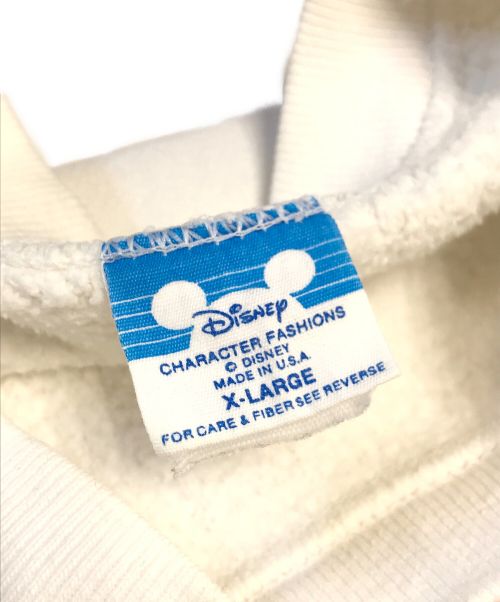 Disney
CHARACTER FASHIONS
© DISNEY
MADE IN U.S.A.
X-LARGE
FOR CARE & FIBER SEE REVERSE